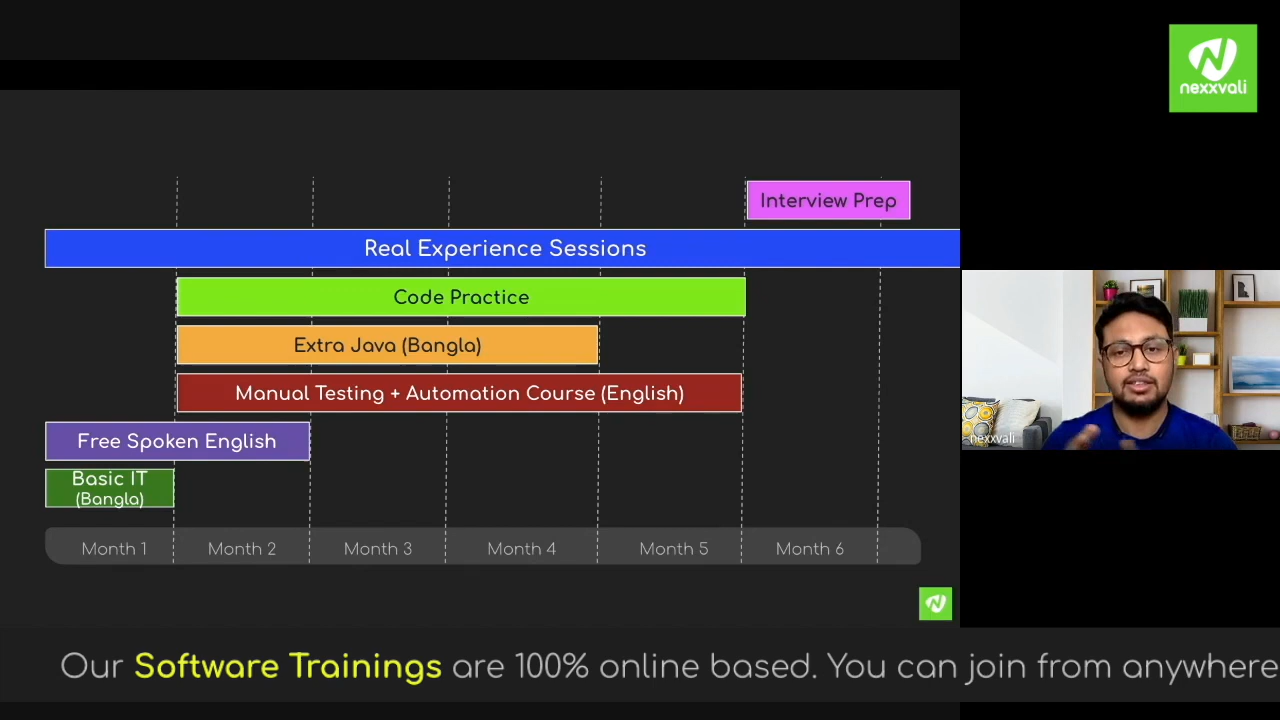 nexxvali
Interview Prep
Real Experience Sessions
Code Practice
Extra Java (Bangla)
Manual Testing + Automation Course (English)
Free Spoken English
Basic IT
(Bangla)
Month 1
Month 2
Month 3
Month 4
Month 5
Month 6
nexxvali
Our Software Trainings are 100% online based. You can join from anywhere